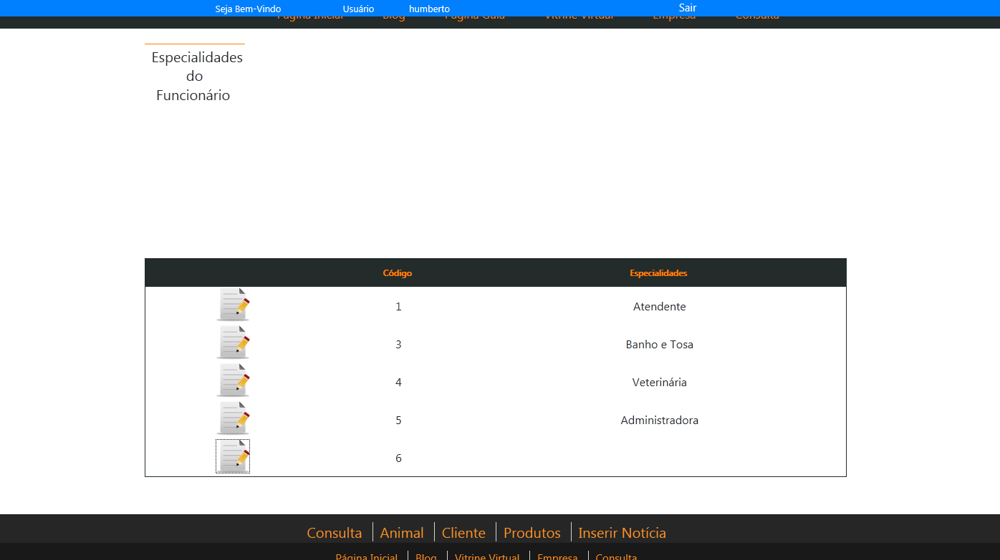 Seja Bem-Vindo Usuário humberto Sair
Página Inicial Blog Página Guia Vitrine Virtual Empresa Consulta
Especialidades
do
Funcionário
Código Especialidades
1 Atendente
3 Banho e Tosa
4 Veterinária
5 Administradora
6
Consulta Animal Cliente Produtos Inserir Notícia
Página Inicial Blog Vitrine Virtual Empresa Consulta